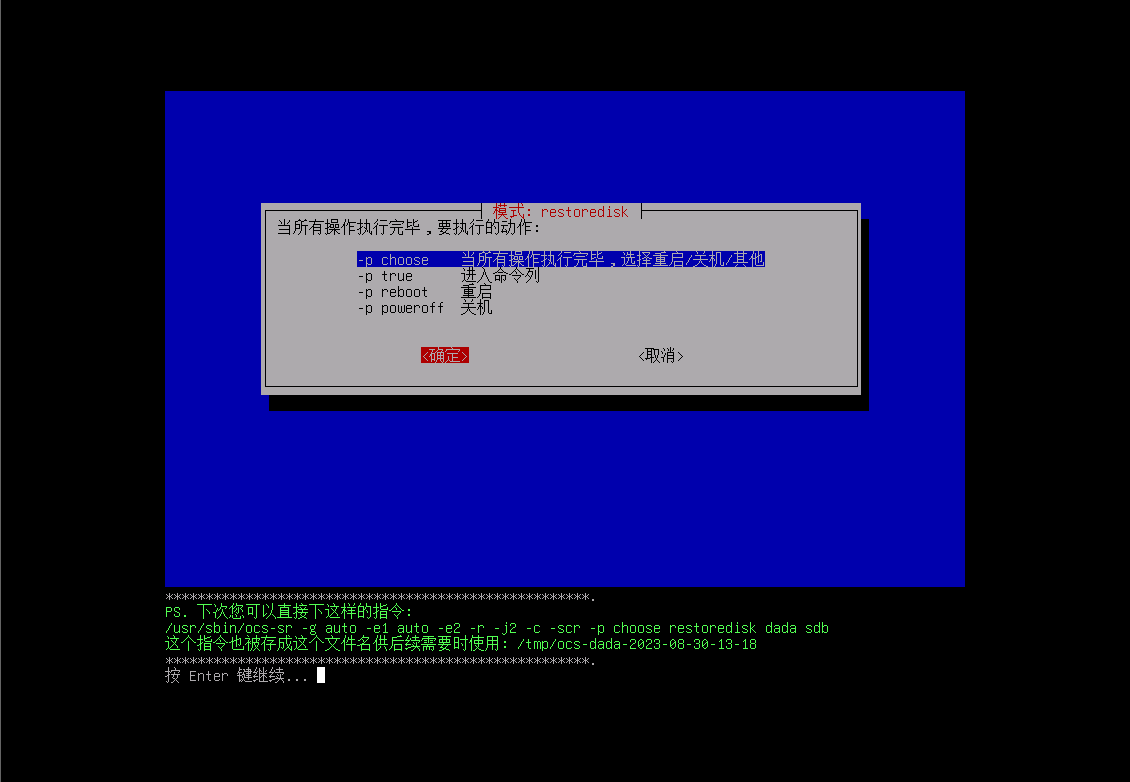 模式: restoredisk
当所有操作执行完毕，要执行的动作:
-p choose 当所有操作执行完毕，选择重启/关机/其他
-p true 进入命令列
-p reboot 重启
-p poweroff 关机
<确定> <取消>
*****************************************************.
PS. 下次您可以直接下这样的指令:
/usr/sbin/ocs-sr -g auto -e1 auto -e2 -r -j2 -c -scr -p choose restoredisk dada sdb
这个指令也被存成这个文件名供后续需要时使用: /tmp/ocs-dada-2023-08-30-13-18
*****************************************************.
按 Enter 键继续...